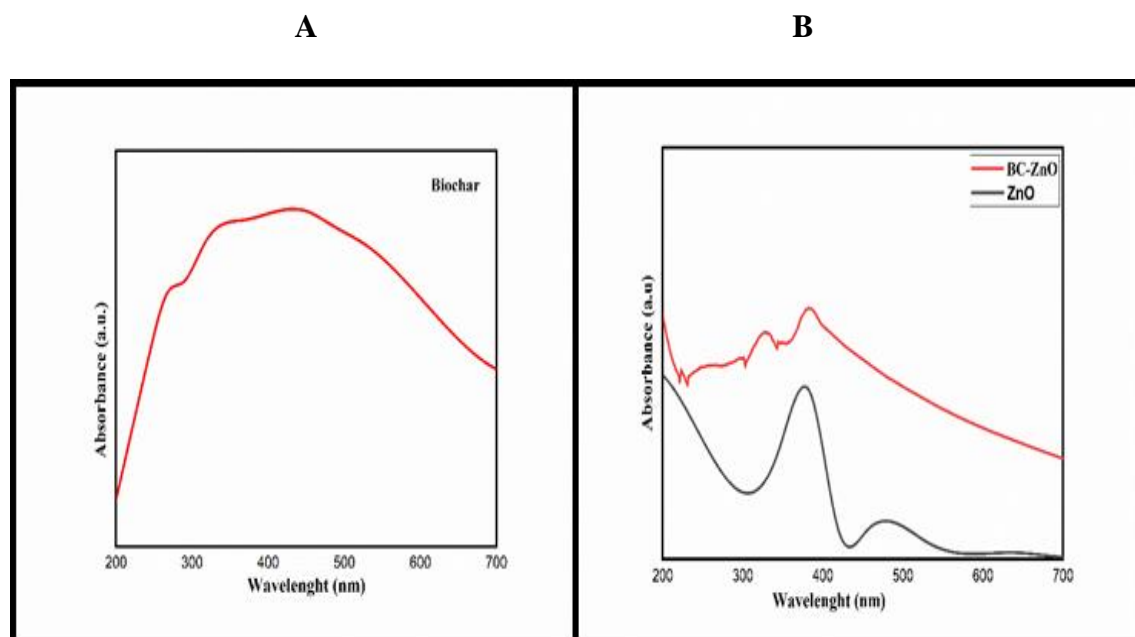 A
B
Biochar
Absorbance (a.u.)
200 300 400 500 600 700
Wavelenght (nm)
BC-ZnO
ZnO
Absorbance (a.u)
200 300 400 500 600 700
Wavelenght (nm)